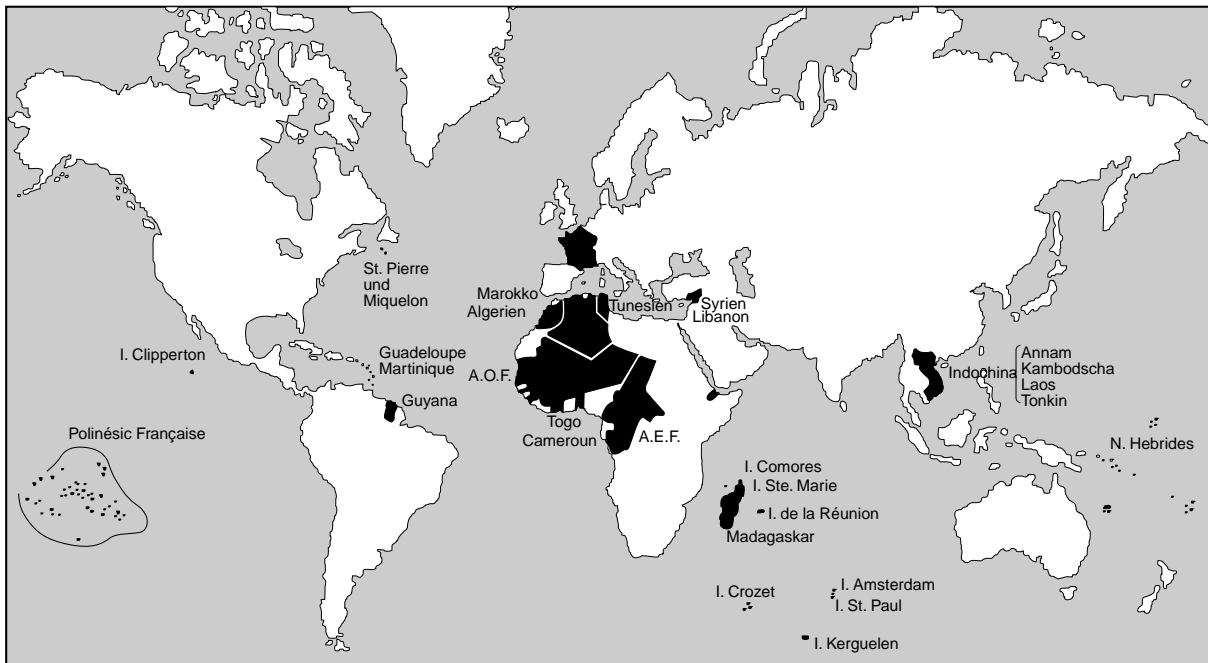 St. Pierre
und
Miquelon
I. Clipperton
Guadeloupe
Martinique
Guyana
Polinésic Française
Marokko
Algerien
Tunesien
Syrien
Libanon
A.O.F.
Togo
Cameroun
A.E.F.
Indochina
Annam
Kambodscha
Laos
Tonkin
N. Hebrides
I. Comores
I. Ste. Marie
I. de la Réunion
Madagaskar
I. Crozet
I. Amsterdam
I. St. Paul
I. Kerguelen